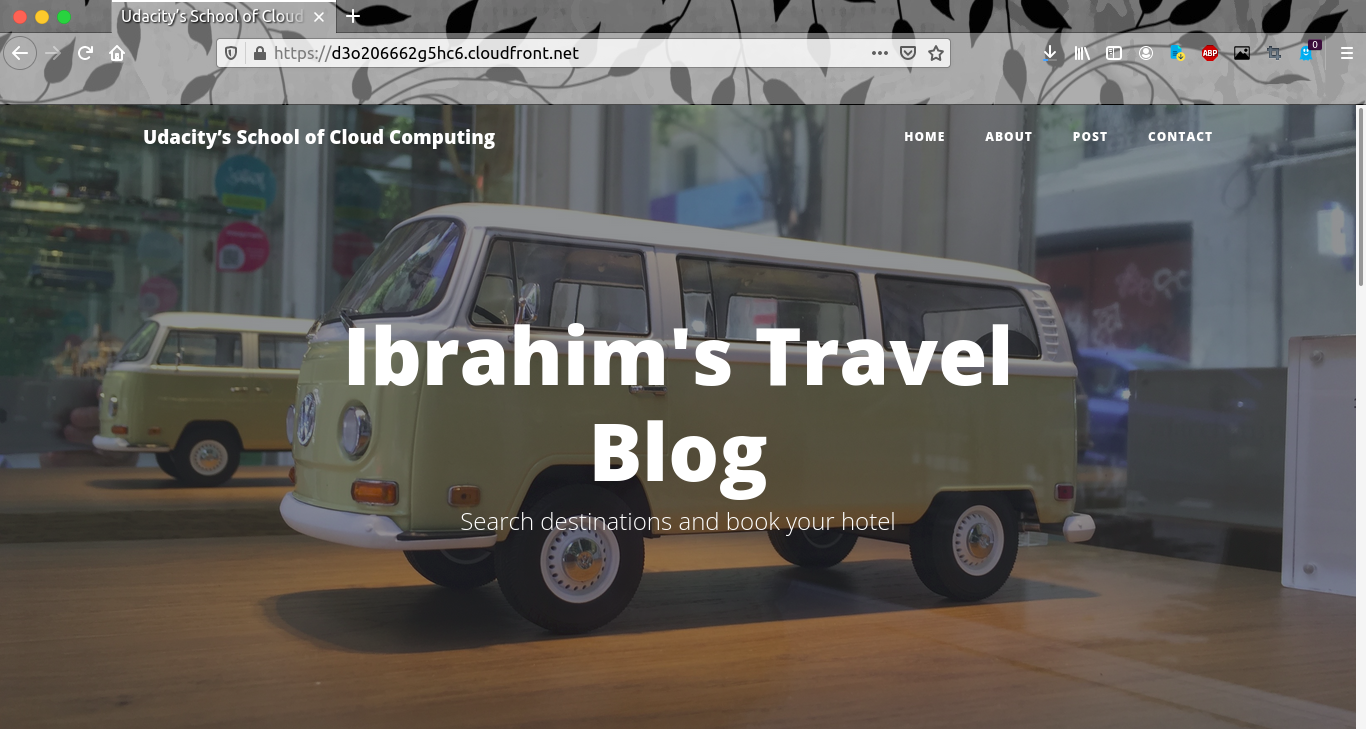 Udacity’s School of Cloud
https://d3o206662g5hc6.cloudfront.net
ABP
0
Udacity’s School of Cloud Computing
HOME
ABOUT
POST
CONTACT
Ibrahim's Travel
Blog
Search destinations and book your hotel